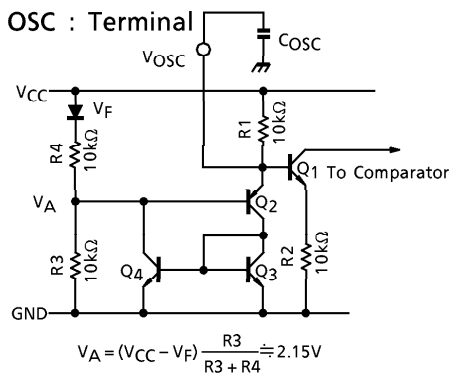 OSC : Terminal
VOSC
COSC
VCC
VF
R4
10kΩ
R1
10kΩ
Q1 To Comparator
VA
Q2
R3
10kΩ
Q4
Q3
R2
10kΩ
GND
VA = (VCC – VF) R3 / R3 + R4 ≒ 2.15V